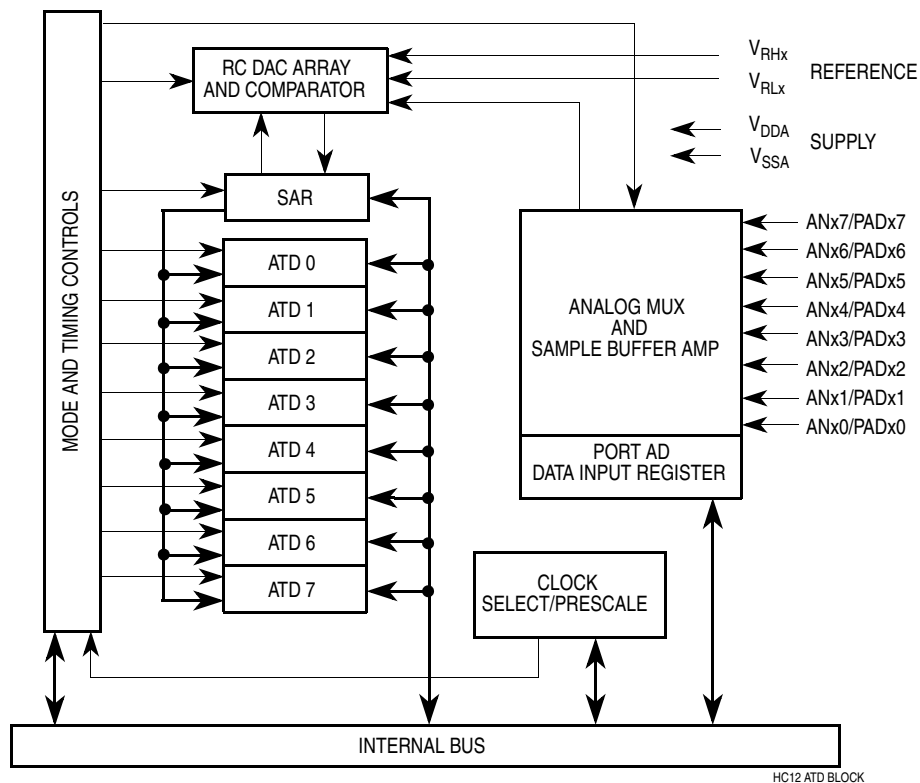 RC DAC ARRAY
AND COMPARATOR
V_RHx
V_RLx
REFERENCE
V_DDA
V_SSA
SUPPLY
MODE AND TIMING CONTROLS
SAR
ATD 0
ATD 1
ATD 2
ATD 3
ATD 4
ATD 5
ATD 6
ATD 7
ANALOG MUX
AND
SAMPLE BUFFER AMP
PORT AD
DATA INPUT REGISTER
ANx7/PADx7
ANx6/PADx6
ANx5/PADx5
ANx4/PADx4
ANx3/PADx3
ANx2/PADx2
ANx1/PADx1
ANx0/PADx0
CLOCK
SELECT/PRESCALE
INTERNAL BUS
HC12 ATD BLOCK